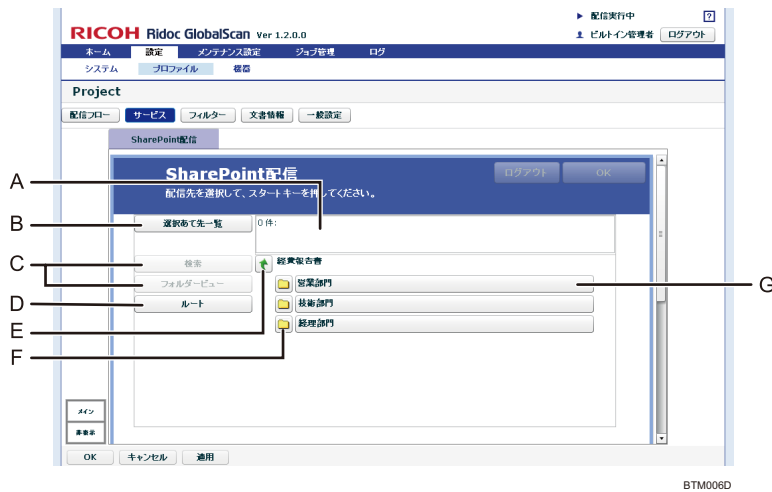 ▶ 配信実行中 ?
RICOH Ridoc GlobalScan Ver 1.2.0.0
ビルトイン管理者 ログアウト
ホーム 設定 メンテナンス設定 ジョブ管理 ログ
システム プロファイル 機器
Project
配信フロー サービス フィルター 文書情報 一般設定
SharePoint配信
SharePoint配信 ログアウト OK
配信先を選択して、スタートキーを押してください。
A
B 選択あて先一覧 0 件:
C 検索 経費報告書
フォルダービュー 営業部門 G
D ルート 技術部門
E 経理部門
F
メイン
非表示
OK キャンセル 適用
BTM006D